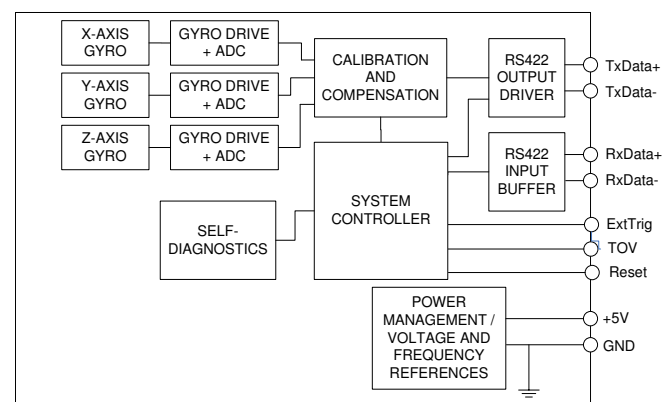 X-AXIS
GYRO
GYRO DRIVE
+ ADC
Y-AXIS
GYRO
GYRO DRIVE
+ ADC
Z-AXIS
GYRO
GYRO DRIVE
+ ADC
CALIBRATION
AND
COMPENSATION
RS422
OUTPUT
DRIVER
TxData+
TxData-
RS422
INPUT
BUFFER
RxData+
RxData-
SYSTEM
CONTROLLER
SELF-
DIAGNOSTICS
ExtTrig
TOV
Reset
POWER
MANAGEMENT /
VOLTAGE AND
FREQUENCY
REFERENCES
+5V
GND